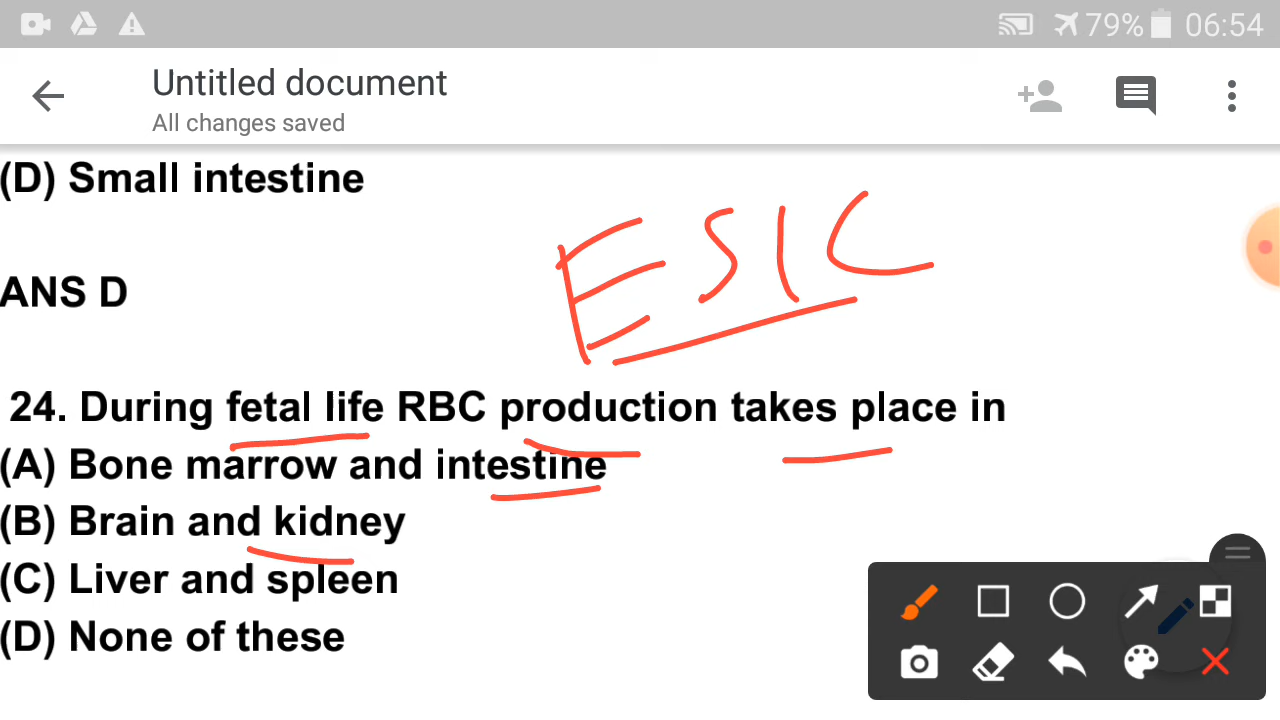 79% 06:54
Untitled document
All changes saved
(D) Small intestine
ESIC
ANS D
24. During fetal life RBC production takes place in
(A) Bone marrow and intestine
(B) Brain and kidney
(C) Liver and spleen
(D) None of these